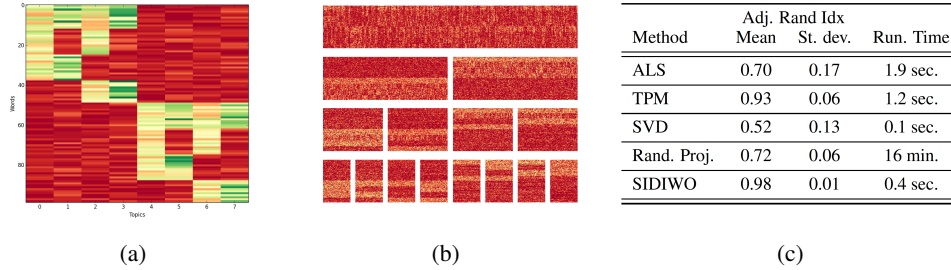 0
20
40
60
80
Words
0 1 2 3 4 5 6 7
Topics
(a)
(b)
Adj. Rand Idx
Method Mean St. dev. Run. Time
ALS 0.70 0.17 1.9 sec.
TPM 0.93 0.06 1.2 sec.
SVD 0.52 0.13 0.1 sec.
Rand. Proj. 0.72 0.06 16 min.
SIDIWO 0.98 0.01 0.4 sec.
(c)